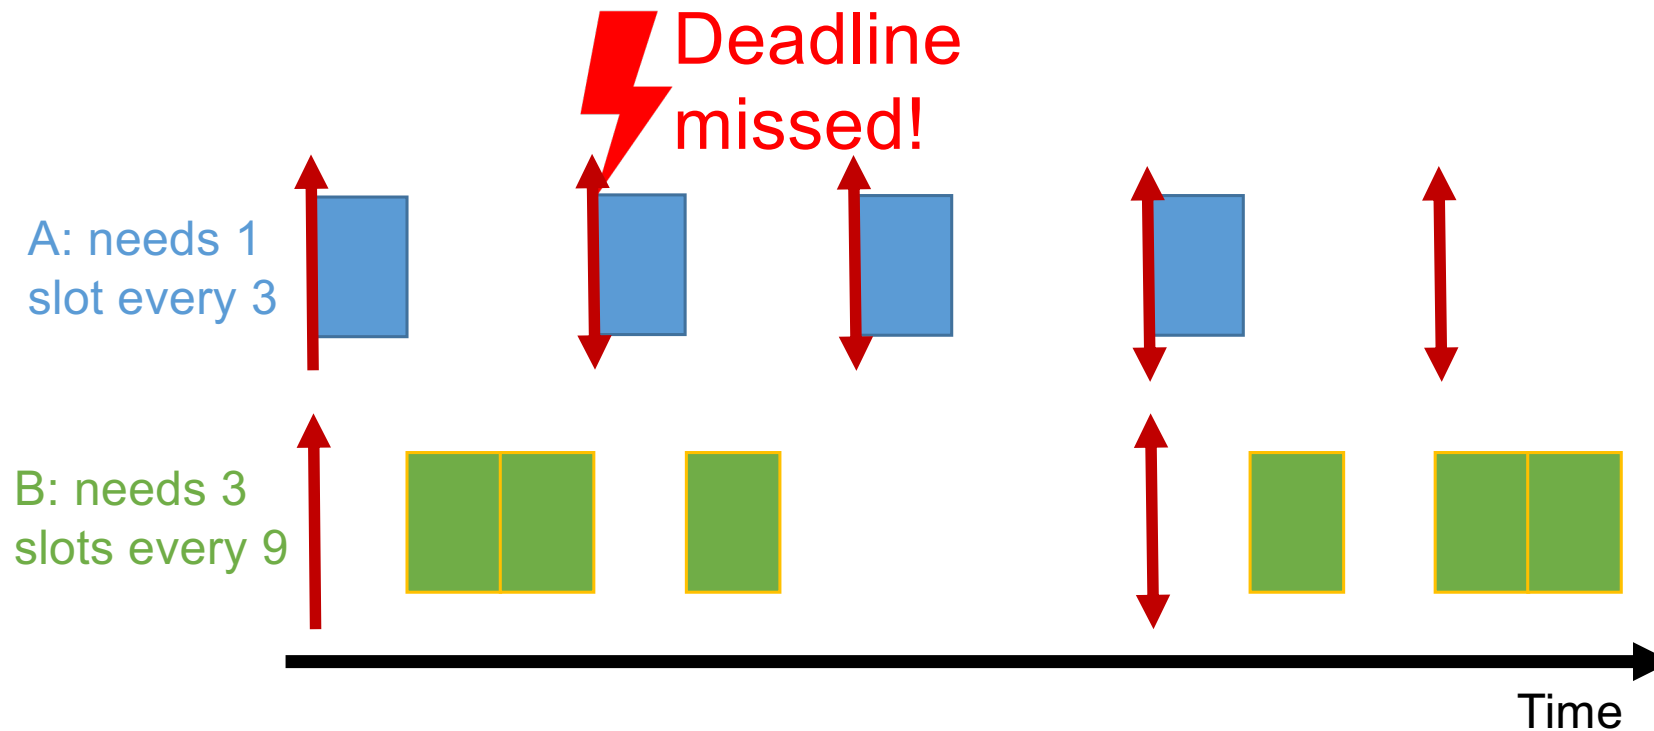 Deadline
missed!
A: needs 1
slot every 3
B: needs 3
slots every 9
Time